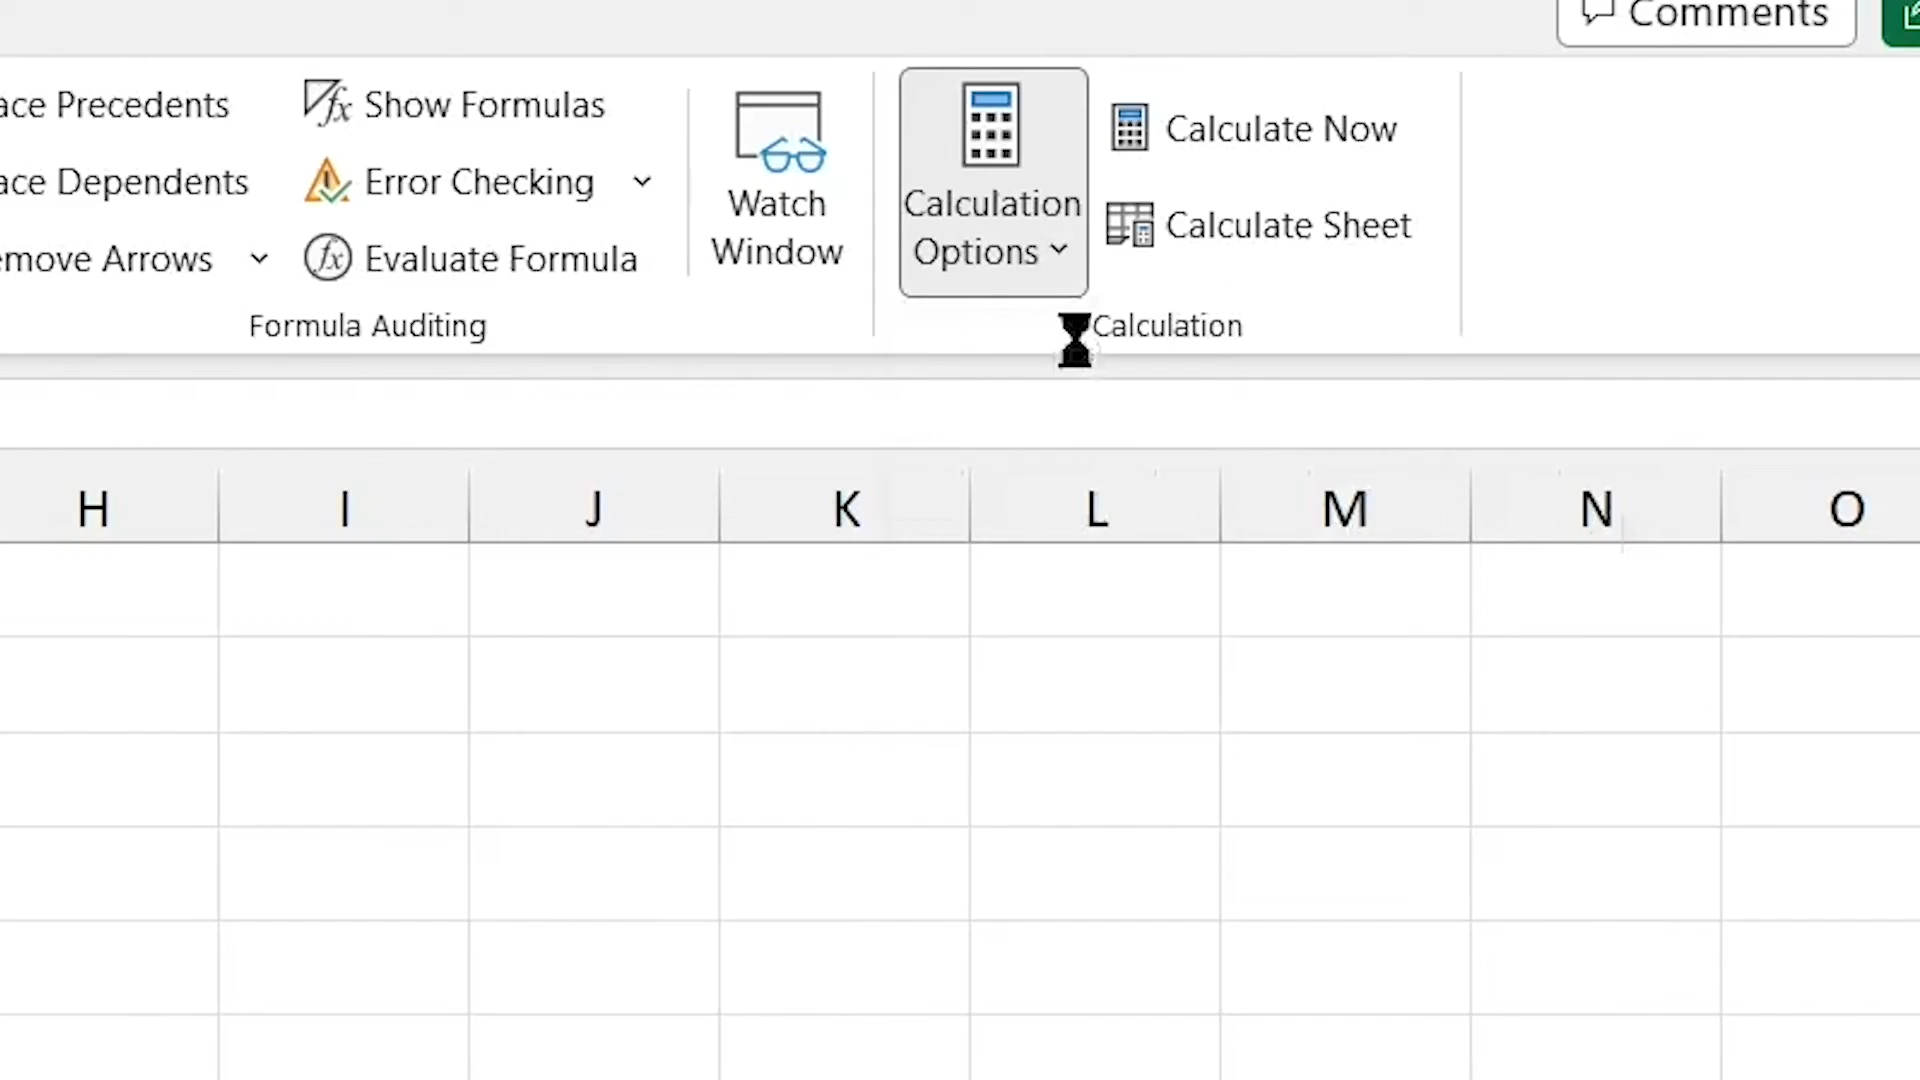 Comments
ace Precedents
Show Formulas
ace Dependents
Error Checking
emove Arrows
Evaluate Formula
Watch
Window
Calculation
Options
Calculate Now
Calculate Sheet
Formula Auditing
Calculation
H I J K L M N O